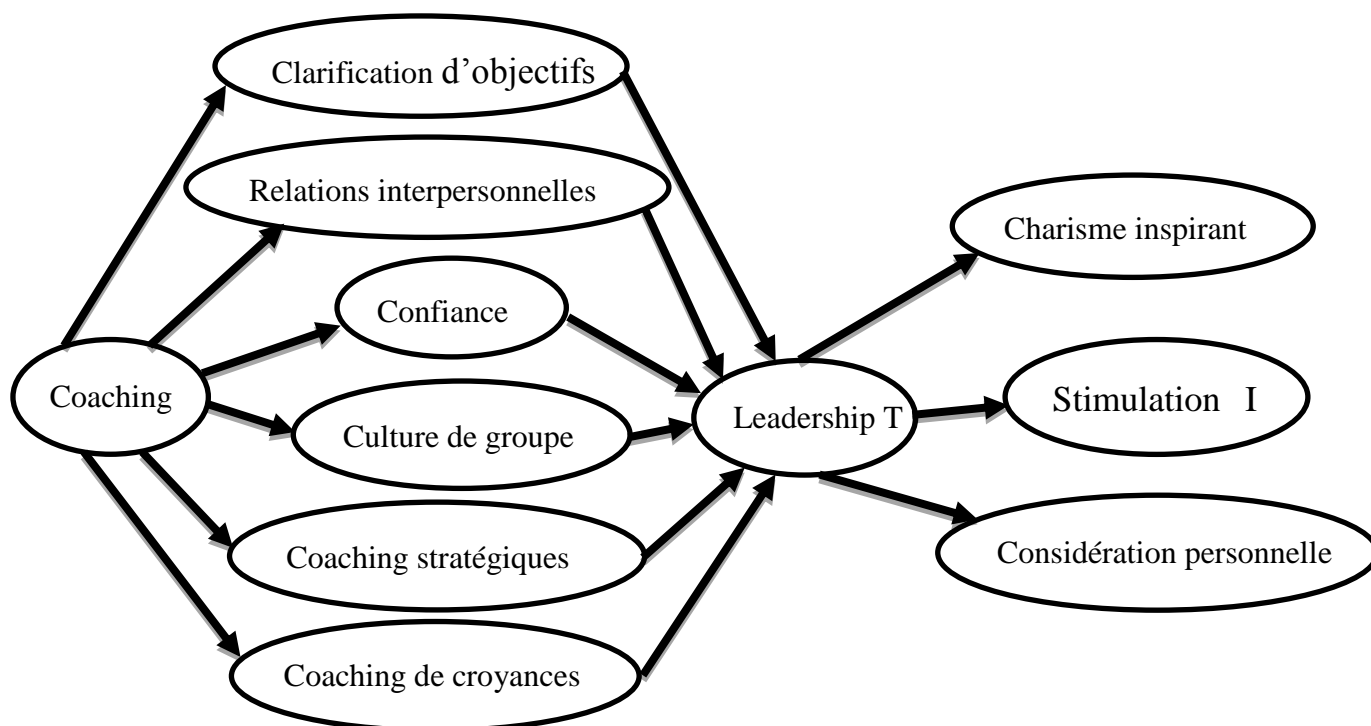 Clarification d’objectifs
Relations interpersonnelles
Charisme inspirant
Confiance
Coaching
Stimulation I
Leadership T
Culture de groupe
Coaching stratégiques
Considération personnelle
Coaching de croyances